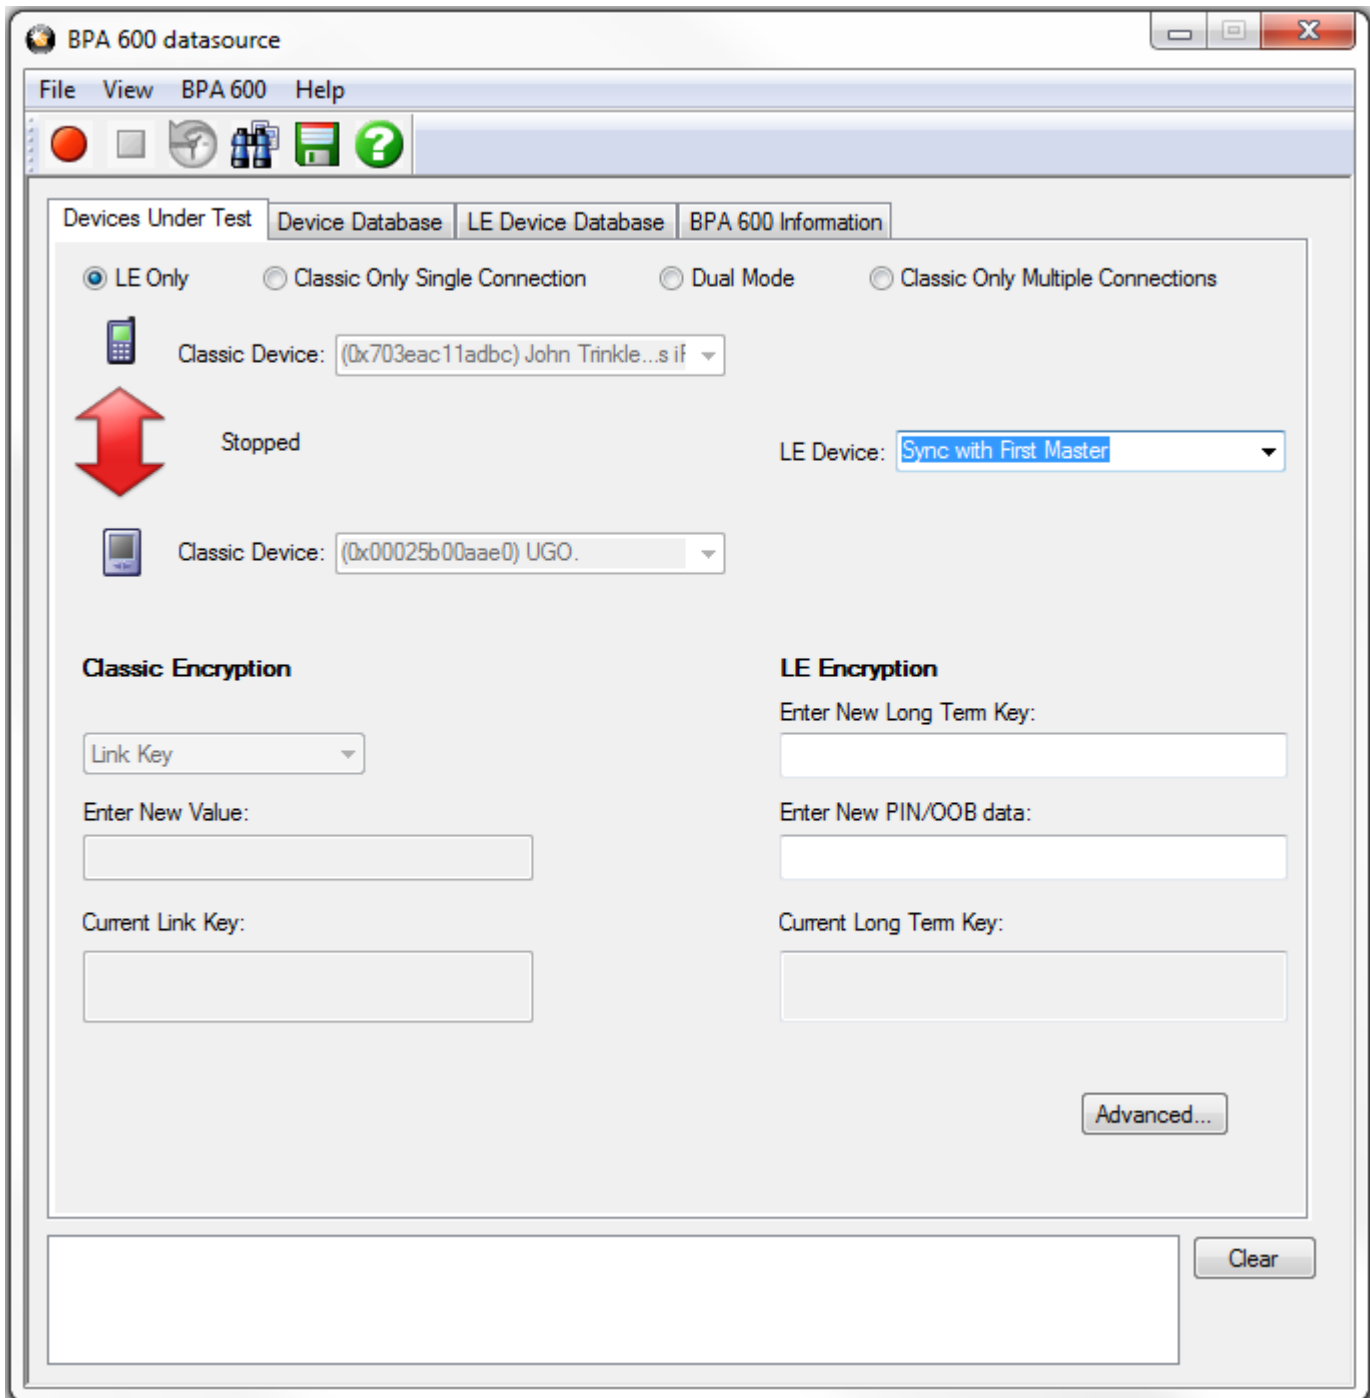 BPA 600 datasource
File View BPA 600 Help
Devices Under Test Device Database LE Device Database BPA 600 Information
LE Only Classic Only Single Connection Dual Mode Classic Only Multiple Connections
Classic Device: (0x703eac11adbc) John Trinkle...s iF
Stopped
LE Device: Sync with First Master
Classic Device: (0x00025b00aae0) UGO.
Classic Encryption LE Encryption
Enter New Long Term Key:
Link Key
Enter New Value: Enter New PIN/OOB data:
Current Link Key: Current Long Term Key:
Advanced...
Clear